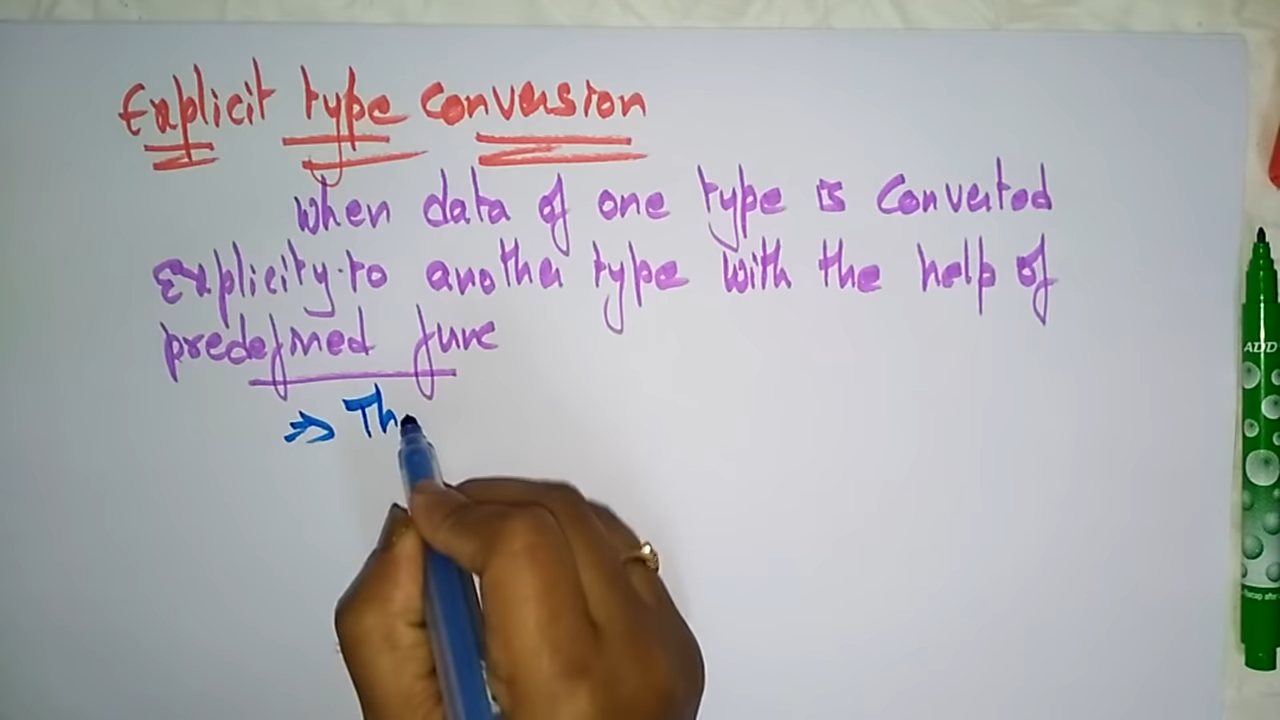 Explicit type conversion
when data of one type is converted
explicity to another type with the help of
predefined func
⇒ Th
ADD